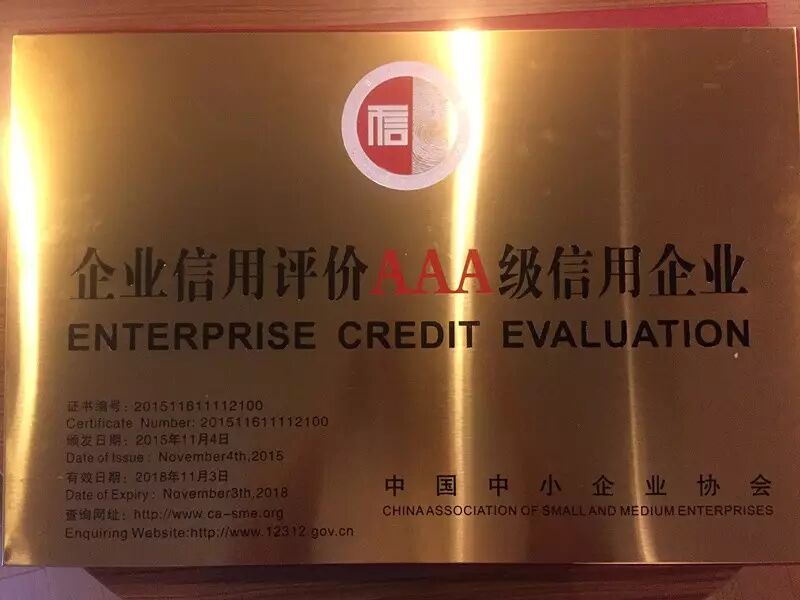 信
企业信用评价AAA级信用企业
ENTERPRISE CREDIT EVALUATION
证书编号: 201511611112100
Certificate Number: 201511611112100
颁发日期: 2015年11月4日
Date of Issue: November4th,2015
有效日期: 2018年11月3日
Date of Expiry: November3th,2018
查询网址: http://www.ca-sme.org
Enquiring Website:http://www.12312.gov.cn
中国中小企业协会
CHINA ASSOCIATION OF SMALL AND MEDIUM ENTERPRISES